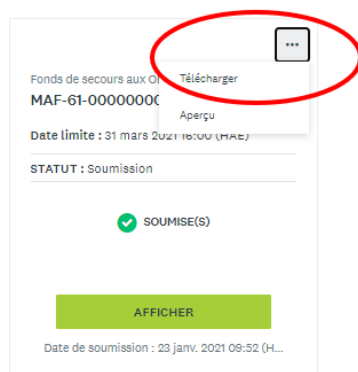 ...
Fonds de secours aux O
Télécharger
MAF-61-0000000
Aperçu
Date limite : 31 mars 2021 16:00 (HAE)
STATUT : Soumission
SOUMISE(S)
AFFICHER
Date de soumission : 23 janv. 2021 09:52 (H...